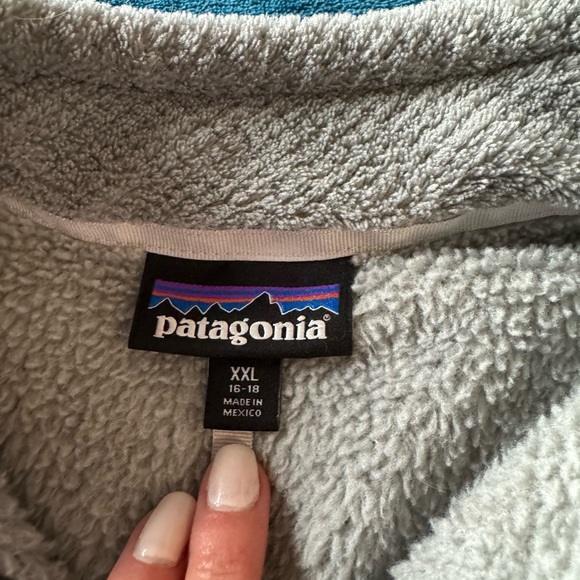 patagonia®
XXL
16-18
MADE IN
MEXICO